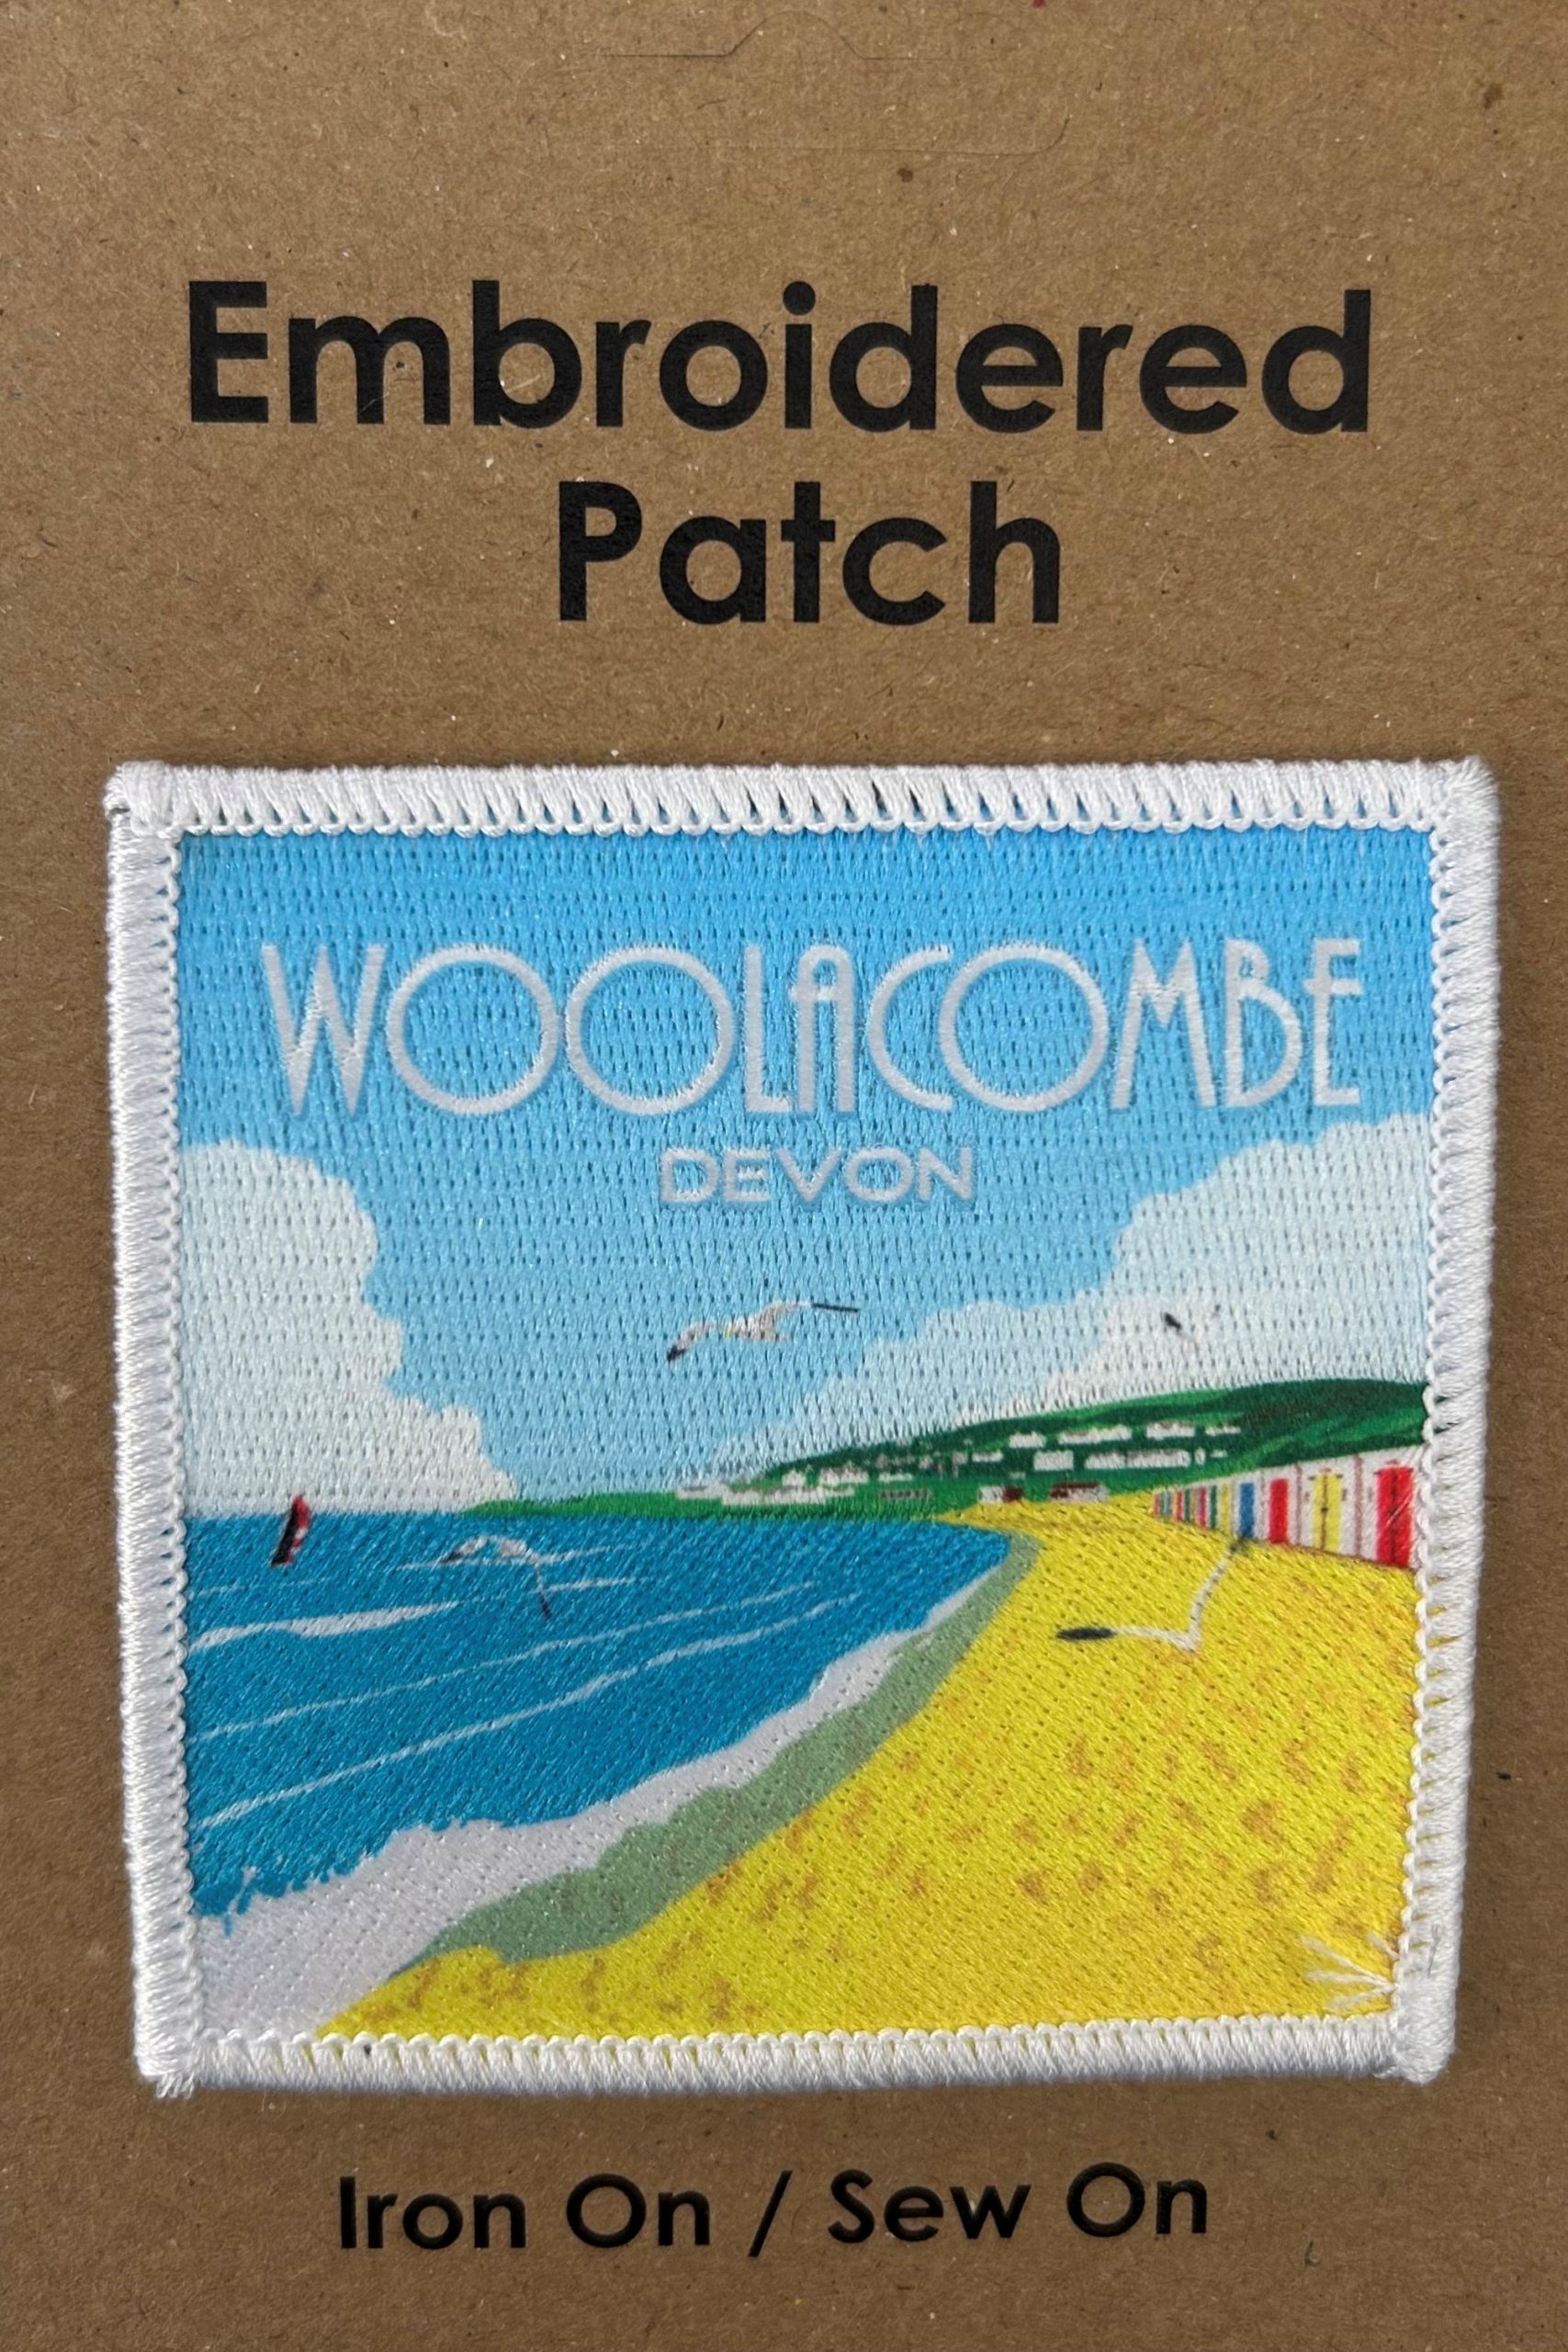 Embroidered
Patch
WOOLACOMBE
DEVON
Iron On / Sew On